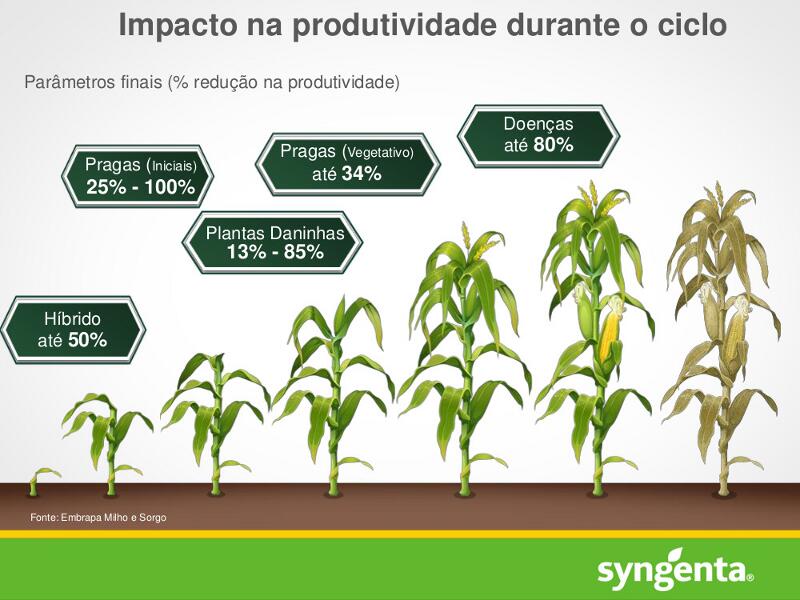 Impacto na produtividade durante o ciclo
Parâmetros finais (% redução na produtividade)
Doenças
até 80%
Pragas (Vegetativo)
até 34%
Pragas (Iniciais)
25% - 100%
Plantas Daninhas
13% - 85%
Híbrido
até 50%
Fonte: Embrapa Milho e Sorgo
syngenta®